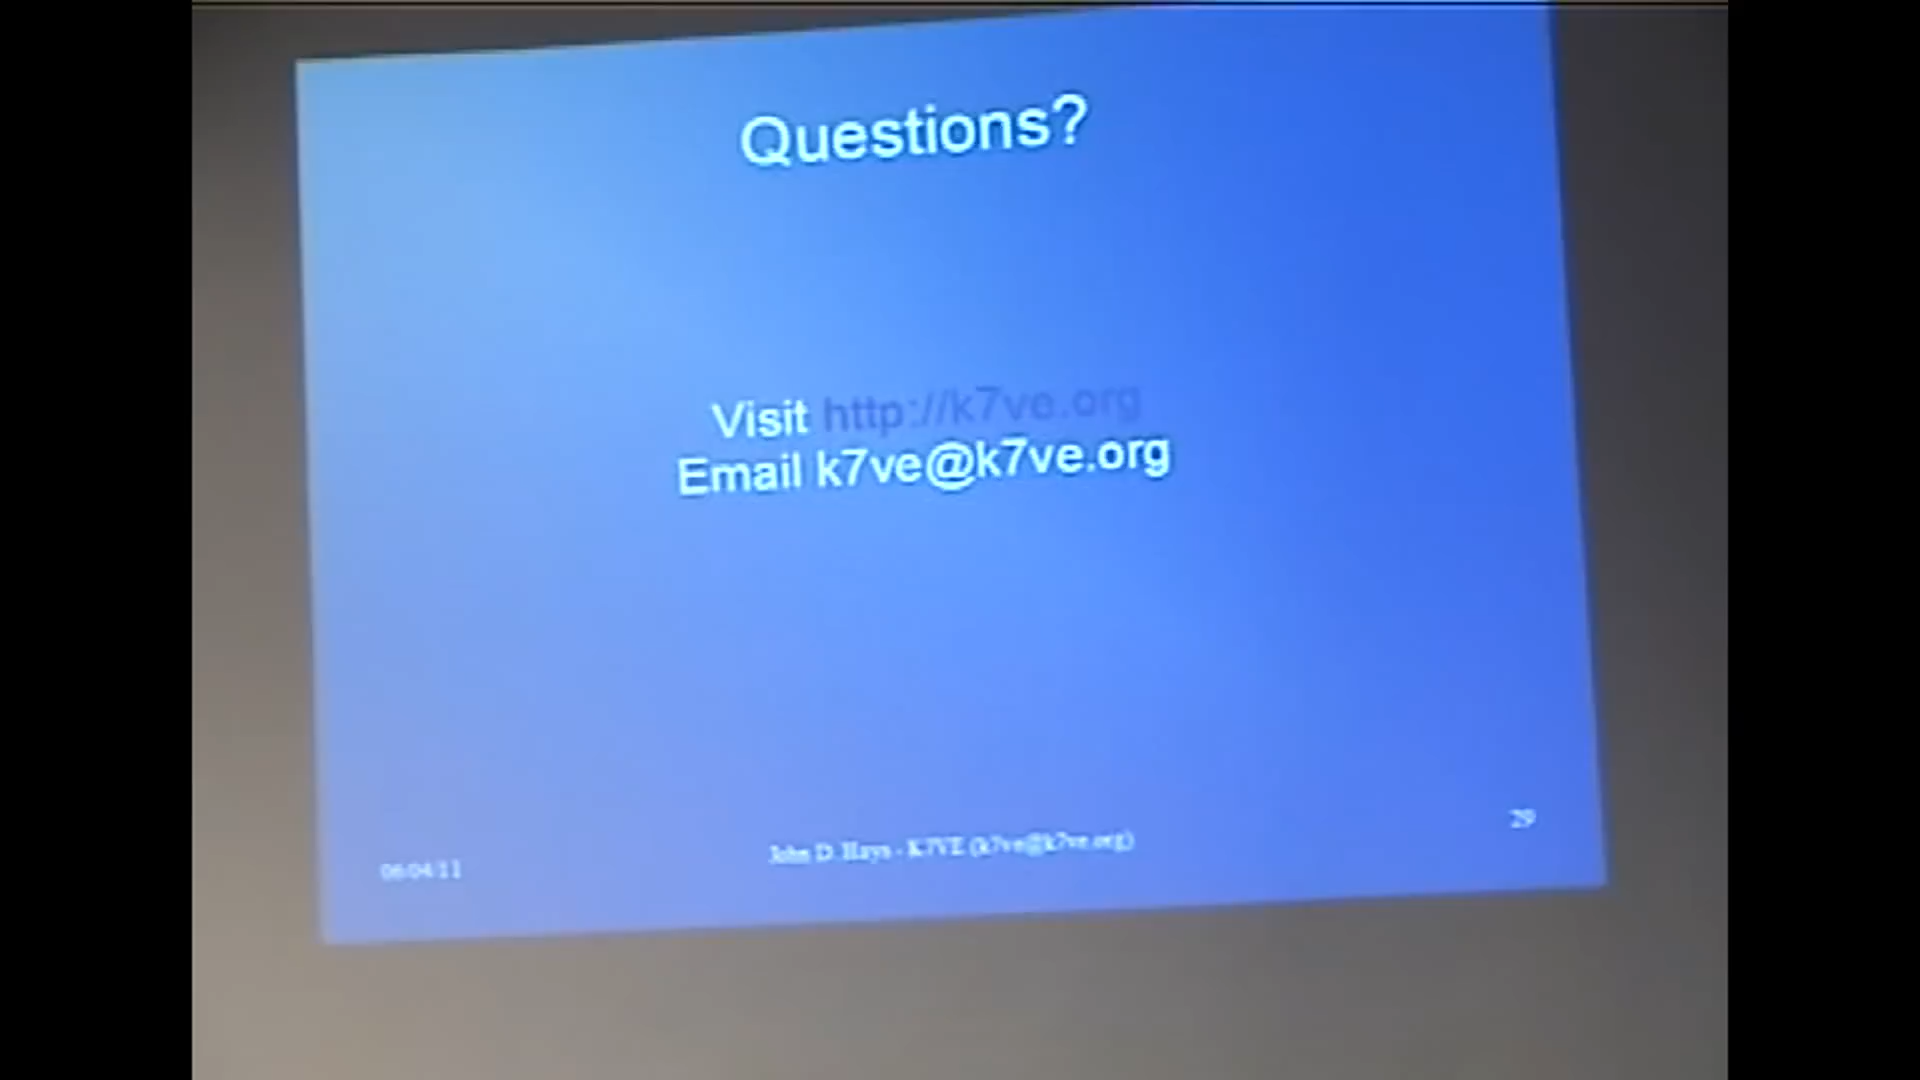 Questions?
Visit http://k7ve.org
Email k7ve@k7ve.org
06/04/11
John D. Hays - K7VE (k7ve@k7ve.org)
29